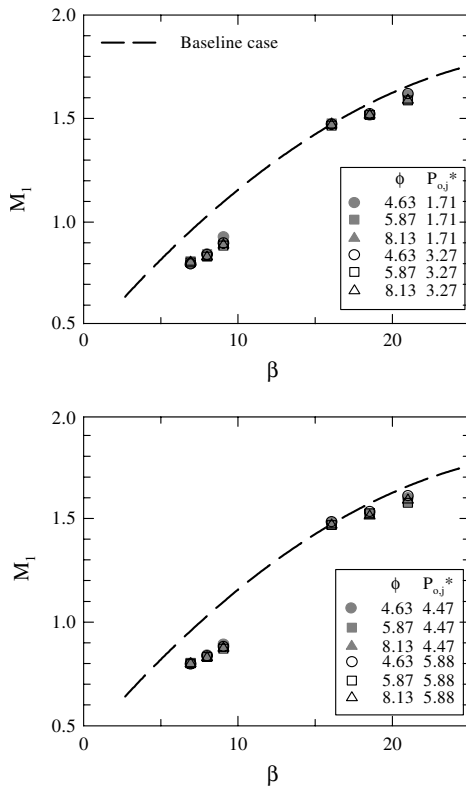 2.0
Baseline case
1.5
M1
1.0
0.5
ϕ Po,j*
4.63 1.71
5.87 1.71
8.13 1.71
4.63 3.27
5.87 3.27
8.13 3.27
0 10 20
β
2.0
1.5
M1
1.0
0.5
ϕ Po,j*
4.63 4.47
5.87 4.47
8.13 4.47
4.63 5.88
5.87 5.88
8.13 5.88
0 10 20
β